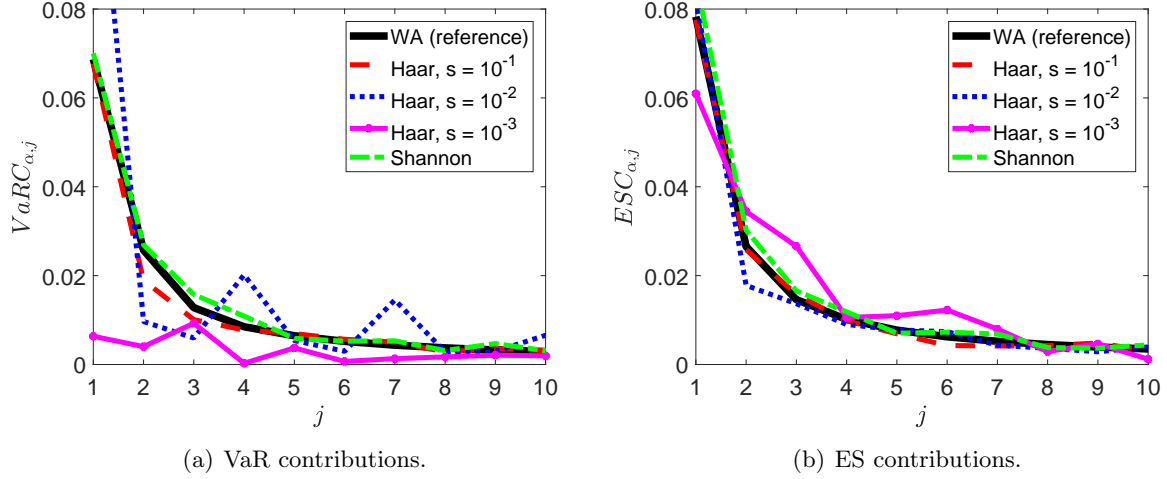 0.08
0.06
0.04
0.02
0
VaRC_{α,j}
WA (reference)
Haar, s = 10^{-1}
Haar, s = 10^{-2}
Haar, s = 10^{-3}
Shannon
1 2 3 4 5 6 7 8 9 10
j
(a) VaR contributions.
0.08
0.06
0.04
0.02
0
ESC_{α,j}
WA (reference)
Haar, s = 10^{-1}
Haar, s = 10^{-2}
Haar, s = 10^{-3}
Shannon
1 2 3 4 5 6 7 8 9 10
j
(b) ES contributions.